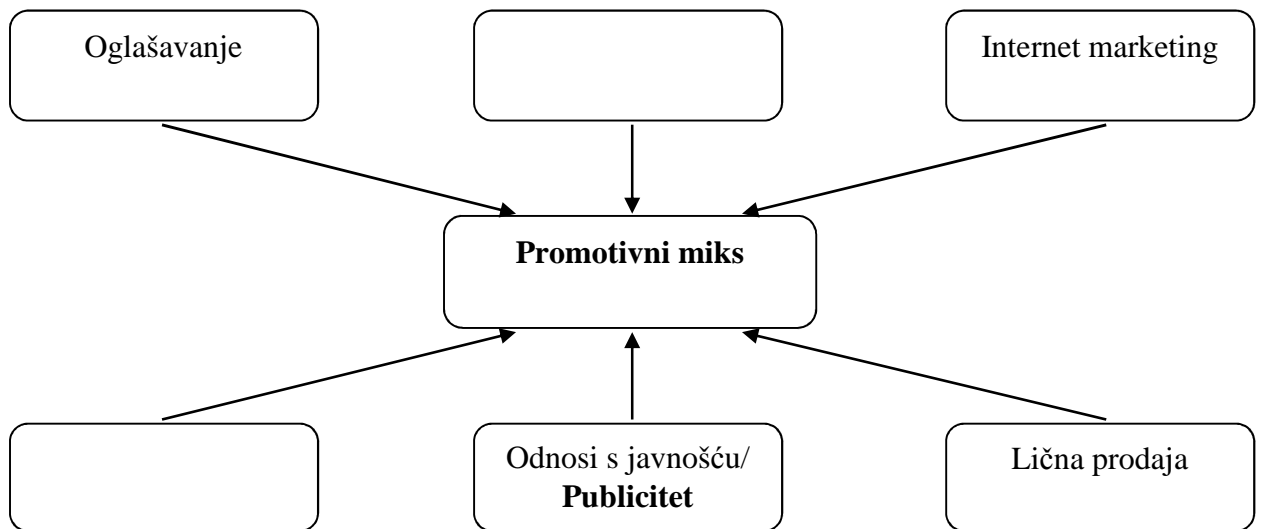 Oglašavanje
Internet marketing
Promotivni miks
Odnosi s javnošću/
Publicitet
Lična prodaja